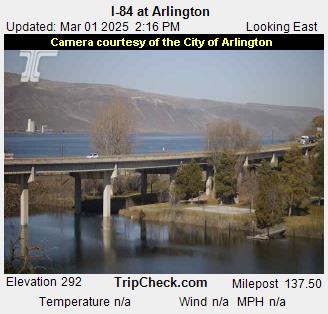 I-84 at Arlington
Updated: Mar 01 2025 2:16 PM Looking East
Camera courtesy of the City of Arlington
Elevation 292 TripCheck.com Milepost 137.50
Temperature n/a Wind n/a MPH n/a